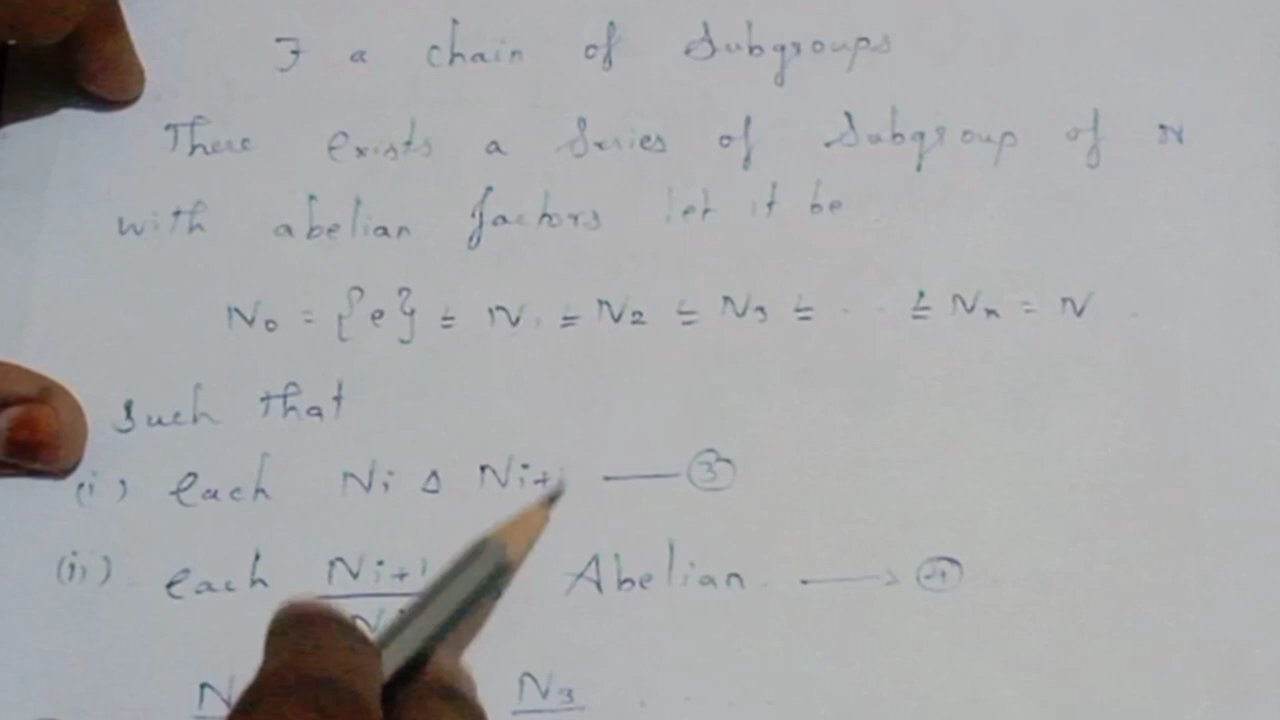 ∃ a chain of Subgroups
There exists a Series of Subgroup of N
with abelian factors let it be
N₀ = {e} ≤ N₁ ≤ N₂ ≤ N₃ ≤ . . . ≤ Nₙ = N .
Such that
(i) each Ni Δ Ni+1 —— ③
(ii) each Ni+1 / Ni Abelian. ——> ④
N₃ . . . . .